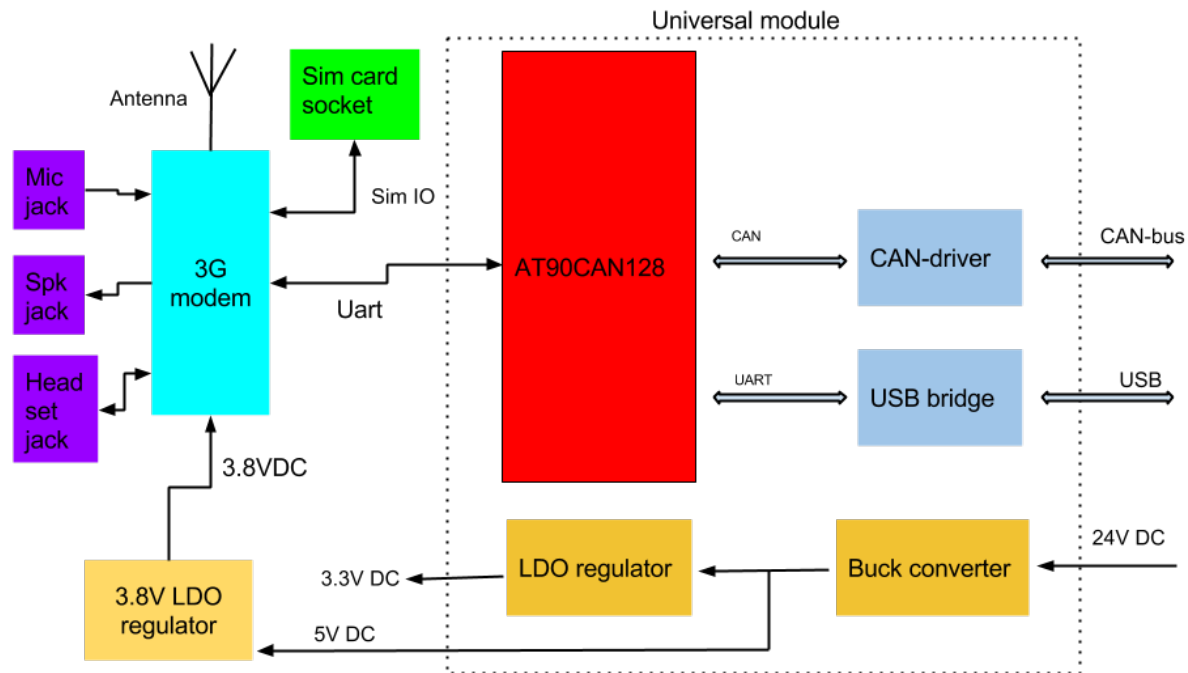 Universal module
Antenna
Sim card
socket
Mic
jack
Sim IO
3G
modem
Spk
jack
Uart
Head
set
jack
AT90CAN128
CAN
CAN-driver
CAN-bus
UART
USB bridge
USB
3.8VDC
3.8V LDO
regulator
3.3V DC
LDO regulator
Buck converter
24V DC
5V DC